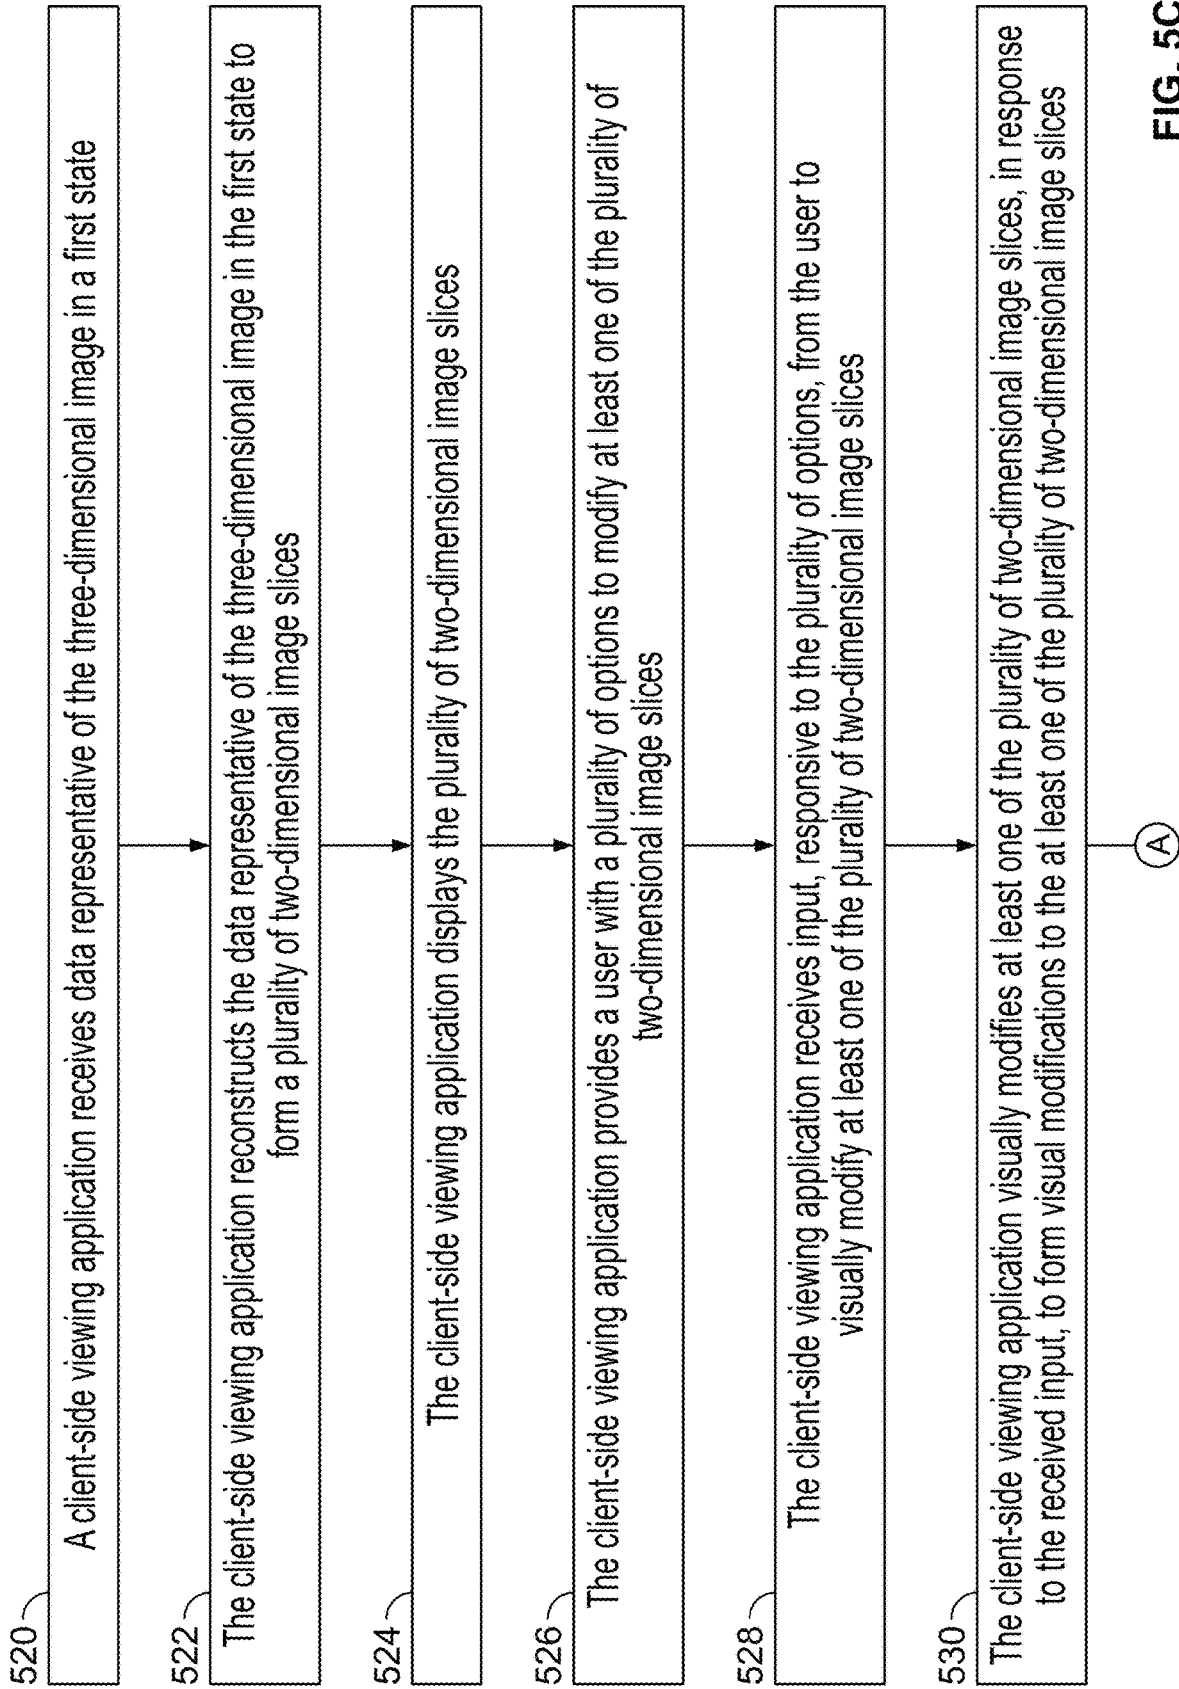 520
A client-side viewing application receives data representative of the three-dimensional image in a first state
522
The client-side viewing application reconstructs the data representative of the three-dimensional image in the first state to
form a plurality of two-dimensional image slices
524
The client-side viewing application displays the plurality of two-dimensional image slices
526
The client-side viewing application provides a user with a plurality of options to modify at least one of the plurality of
two-dimensional image slices
528
The client-side viewing application receives input, responsive to the plurality of options, from the user to
visually modify at least one of the plurality of two-dimensional image slices
530
The client-side viewing application visually modifies at least one of the plurality of two-dimensional image slices, in response
to the received input, to form visual modifications to the at least one of the plurality of two-dimensional image slices
A
FIG. 5C